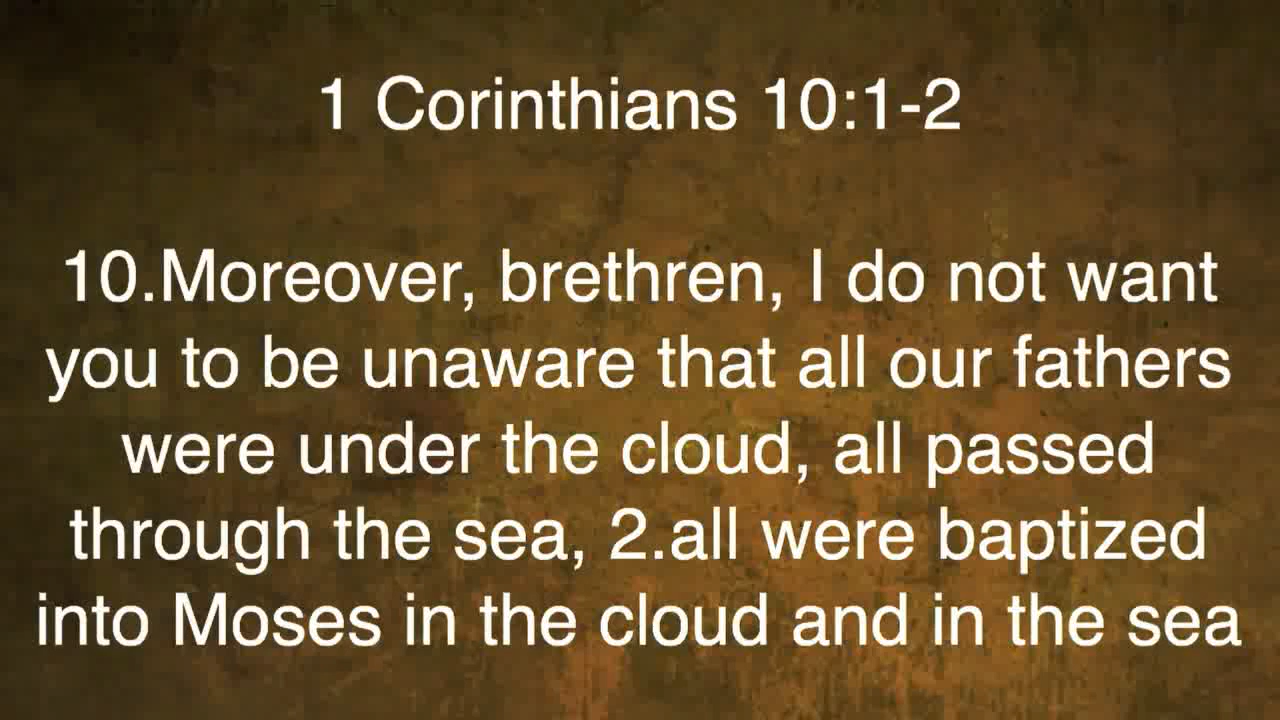 1 Corinthians 10:1-2
10.Moreover, brethren, I do not want
you to be unaware that all our fathers
were under the cloud, all passed
through the sea, 2.all were baptized
into Moses in the cloud and in the sea